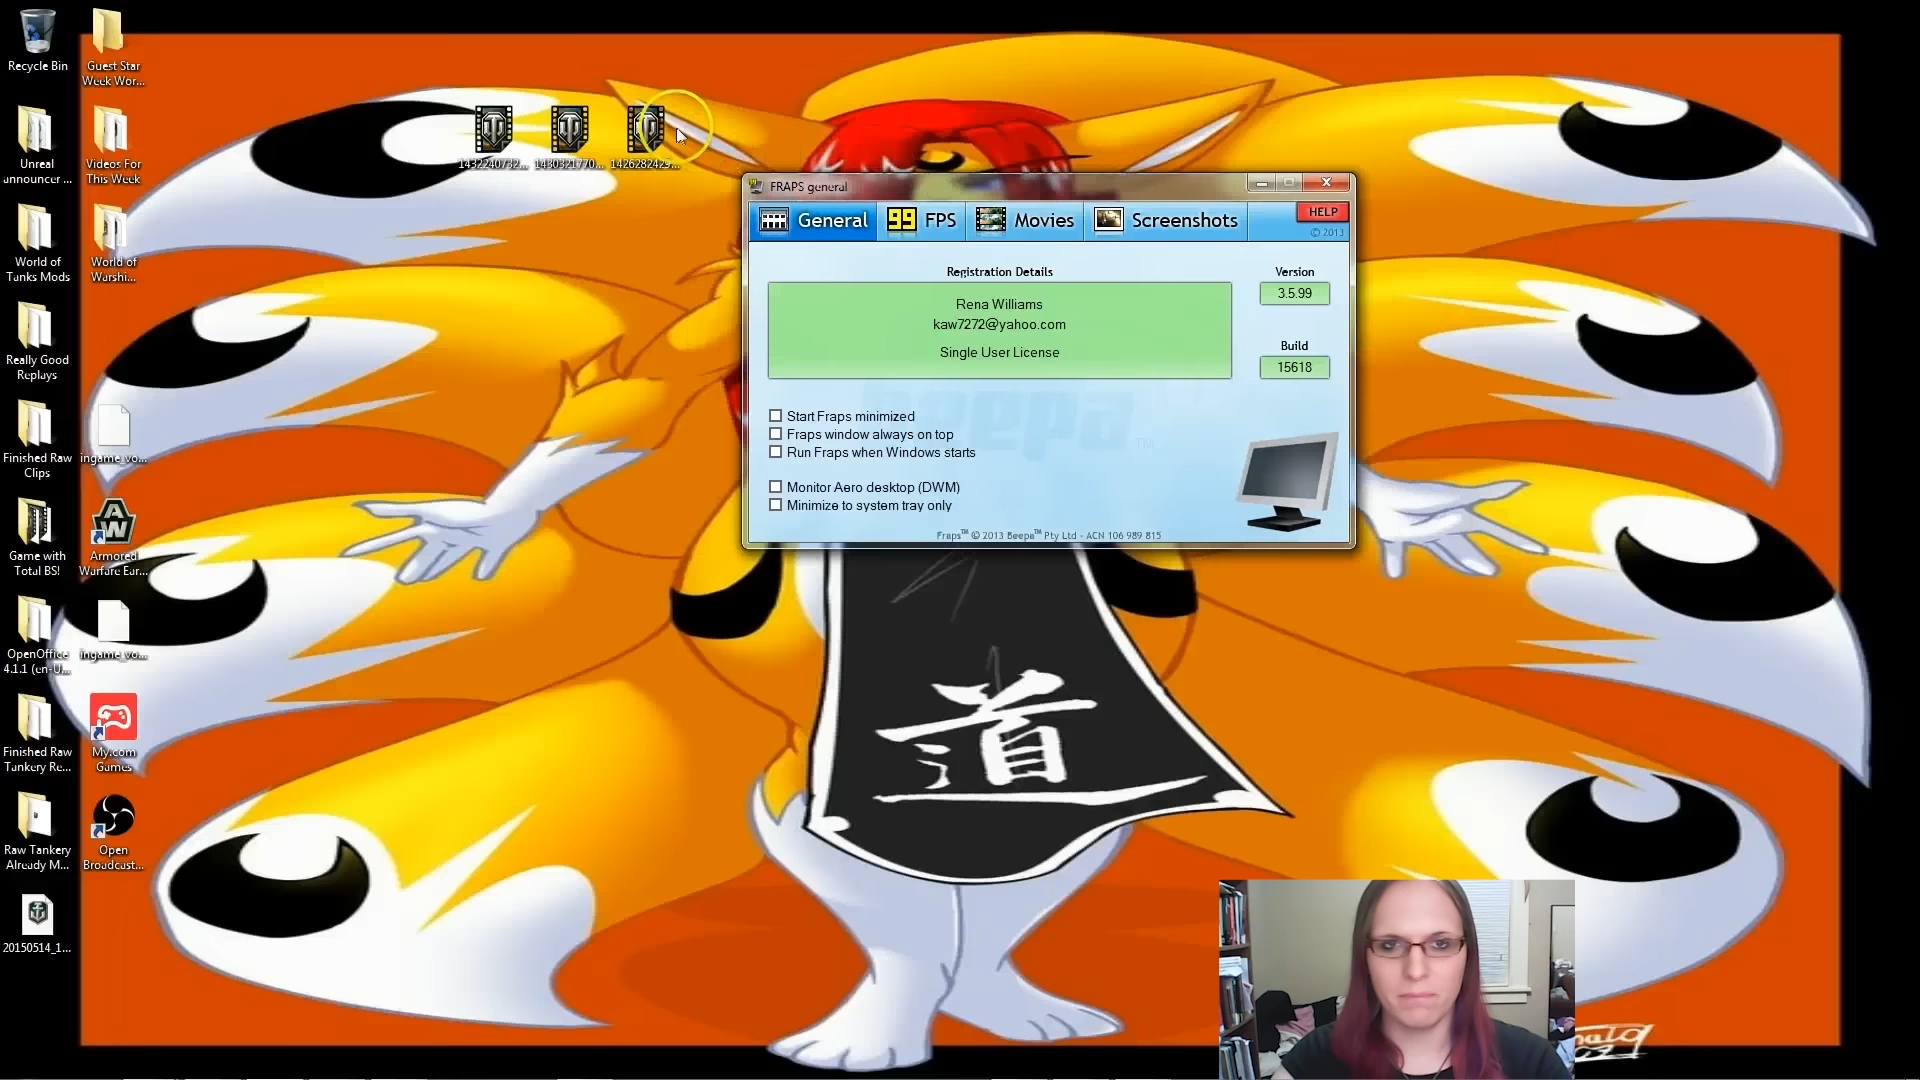 Recycle Bin
Guest Star
Week Wor...
Unreal
announcer ...
Videos For
This Week
World of
Tanks Mods
World of
Warshi...
Really Good
Replays
Finished Raw
Clips
ingame_vo...
Game with
Total BS!
Armored
Warfare Ear...
OpenOffice
4.1.1 (en-U...
ingame_vo...
Finished Raw
Tankery Re...
My.com
Games
Raw Tankery
Already M...
Open
Broadcast...
20150514_1...
1432240732...
1430321770...
1426282429...
FRAPS general
General
99
FPS
Movies
Screenshots
HELP
© 2013
Registration Details
Rena Williams
kaw7272@yahoo.com
Single User License
Version
3.5.99
Build
15618
beepa™
Start Fraps minimized
Fraps window always on top
Run Fraps when Windows starts
Monitor Aero desktop (DWM)
Minimize to system tray only
Fraps™ © 2013 Beepa™ Pty Ltd - ACN 106 989 815
道